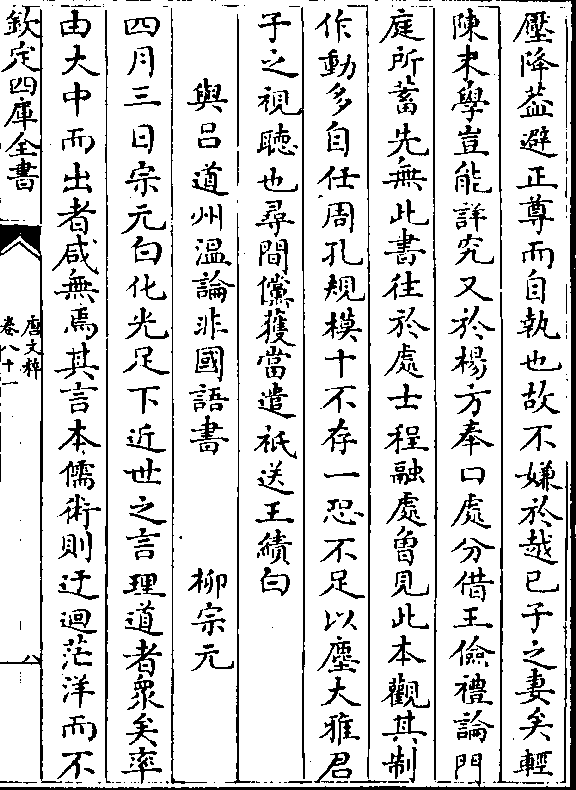 壓降葢避正尊而自執也故不嫌於越已子之妻矣輕
陳末學豈能詳究又於楊方奉口處分借王儉禮論門
庭所蓄先無此書往於處士程融處曾見此本觀其制
作動多自任周孔規模十不存一恐不足以塵大雅君
子之視聽也尋間儻獲當遣祇送王績白
與吕道州溫論非國語書 柳宗元
四月三日宗元白化光足下近世之言理道者衆矣率
由大中而出者咸無焉其言本儒術則迂迴茫洋而不
欽定四庫全書
唐文粹
卷八十一
八